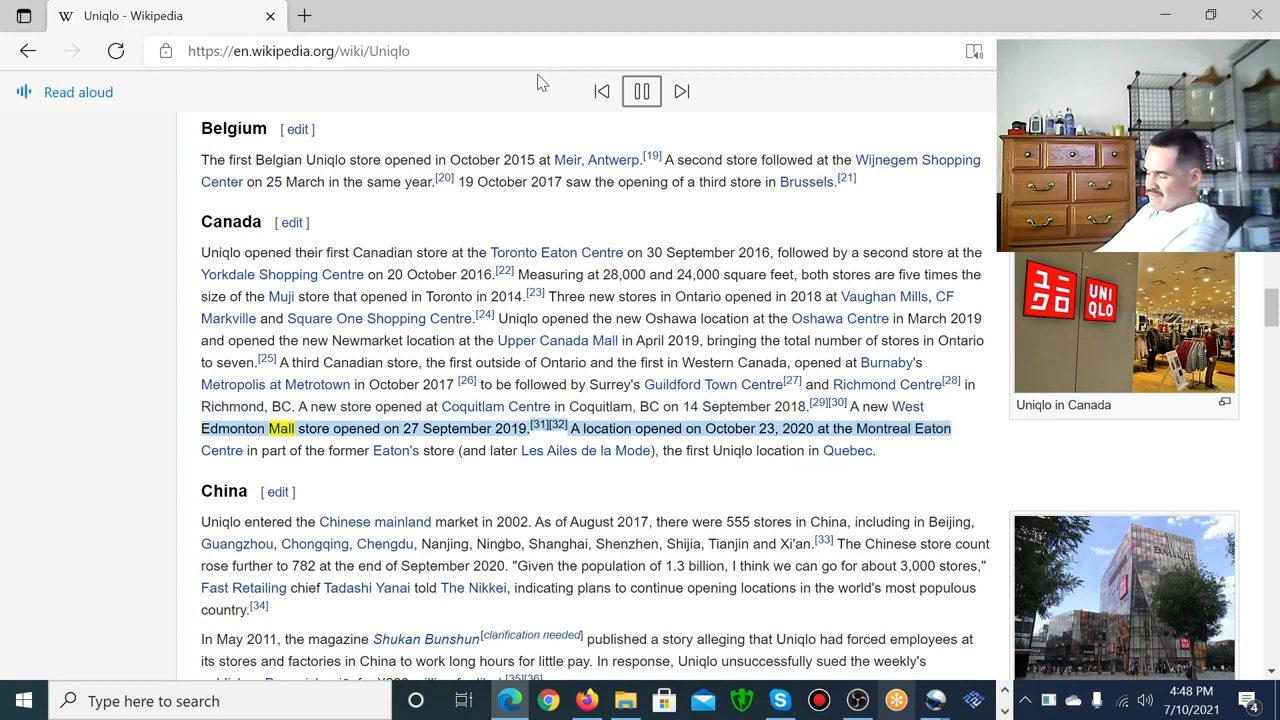 Uniqlo - Wikipedia
https://en.wikipedia.org/wiki/Uniqlo
Read aloud
Belgium [ edit ]
The first Belgian Uniqlo store opened in October 2015 at Meir, Antwerp.[19] A second store followed at the Wijnegem Shopping
Center on 25 March in the same year.[20] 19 October 2017 saw the opening of a third store in Brussels.[21]
Canada [ edit ]
Uniqlo opened their first Canadian store at the Toronto Eaton Centre on 30 September 2016, followed by a second store at the
Yorkdale Shopping Centre on 20 October 2016.[22] Measuring at 28,000 and 24,000 square feet, both stores are five times the
size of the Muji store that opened in Toronto in 2014.[23] Three new stores in Ontario opened in 2018 at Vaughan Mills, CF
Markville and Square One Shopping Centre.[24] Uniqlo opened the new Oshawa location at the Oshawa Centre in March 2019
and opened the new Newmarket location at the Upper Canada Mall in April 2019, bringing the total number of stores in Ontario
to seven.[25] A third Canadian store, the first outside of Ontario and the first in Western Canada, opened at Burnaby's
Metropolis at Metrotown in October 2017 [26] to be followed by Surrey's Guildford Town Centre[27] and Richmond Centre[28] in
Richmond, BC. A new store opened at Coquitlam Centre in Coquitlam, BC on 14 September 2018.[29][30] A new West
Edmonton Mall store opened on 27 September 2019.[31][32] A location opened on October 23, 2020 at the Montreal Eaton
Centre in part of the former Eaton's store (and later Les Ailes de la Mode), the first Uniqlo location in Quebec.
ユニ
クロ
UNI
QLO
Uniqlo in Canada
China [ edit ]
Uniqlo entered the Chinese mainland market in 2002. As of August 2017, there were 555 stores in China, including in Beijing,
Guangzhou, Chongqing, Chengdu, Nanjing, Ningbo, Shanghai, Shenzhen, Shijia, Tianjin and Xi'an.[33] The Chinese store count
rose further to 782 at the end of September 2020. "Given the population of 1.3 billion, I think we can go for about 3,000 stores,"
Fast Retailing chief Tadashi Yanai told The Nikkei, indicating plans to continue opening locations in the world's most populous
country.[34]
In May 2011, the magazine Shukan Bunshun[clarification needed] published a story alleging that Uniqlo had forced employees at
its stores and factories in China to work long hours for little pay. In response, Uniqlo unsuccessfully sued the weekly's
Type here to search
4:48 PM
7/10/2021
4